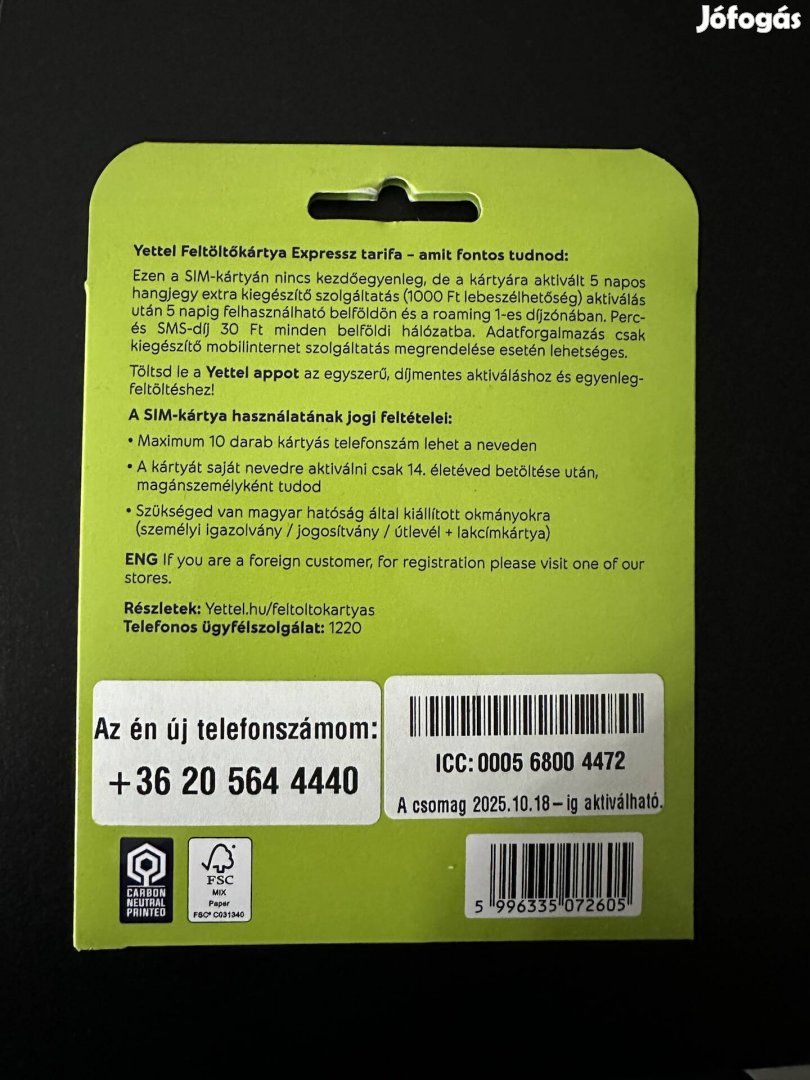 Jófogás
Yettel Feltöltőkártya Expressz tarifa – amit fontos tudnod:
Ezen a SIM-kártyán nincs kezdőegyenleg, de a kártyára aktivált 5 napos
hangjegy extra kiegészítő szolgáltatás (1000 Ft lebeszélhetőség) aktiválás
után 5 napig felhasználható belföldön és a roaming 1-es díjzónában. Perc-
és SMS-díj 30 Ft minden belföldi hálózatba. Adatforgalmazás csak
kiegészítő mobilinternet szolgáltatás megrendelése esetén lehetséges.
Töltsd le a Yettel appot az egyszerű, díjmentes aktiváláshoz és egyenleg-
feltöltéshez!
A SIM-kártya használatának jogi feltételei:
• Maximum 10 darab kártyás telefonszám lehet a neveden
• A kártyát saját nevedre aktiválni csak 14. életéved betöltése után,
magánszemélyként tudod
• Szükséged van magyar hatóság által kiállított okmányokra
(személyi igazolvány / jogosítvány / útlevél + lakcímkártya)
ENG If you are a foreign customer, for registration please visit one of our
stores.
Részletek: Yettel.hu/feltoltokartyas
Telefonos ügyfélszolgálat: 1220
Az én új telefonszámom:
+36 20 564 4440
ICC: 0005 6800 4472
A csomag 2025.10.18 – ig aktiválható.
CARBON
NEUTRAL
PRINTED
FSC
MIX
Paper
FSC® C031340
5 996335 072605